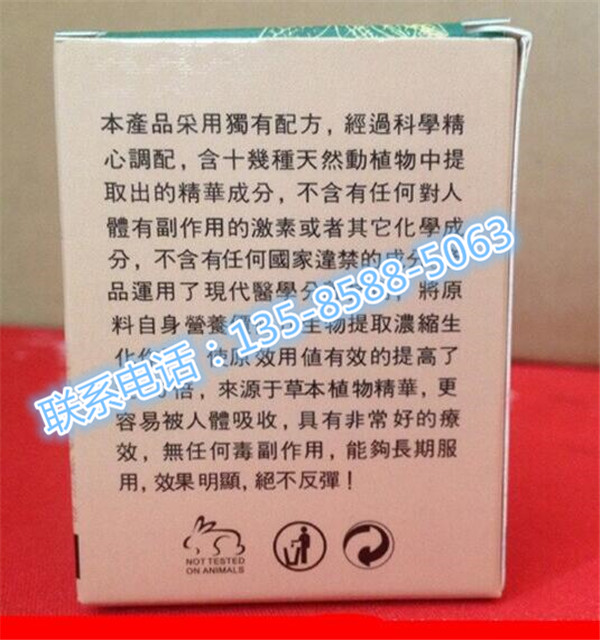 本產品采用獨有配方，經過科學精
心調配，含十幾種天然動植物中提
取出的精華成分，不含有任何對人
體有副作用的激素或者其它化學成
分，不含有任何國家違禁的成分
品運用了現代醫學分 將原
料自身營養 生物提取濃縮生
化 使原效用值有效的提高了
倍，來源于草本植物精華，更
容易被人體吸收，具有非常好的療
效，無任何毒副作用，能夠長期服
用，效果明顯，絕不反彈！
联系电话：135-8588-5063
NOT TESTED
ON ANIMALS